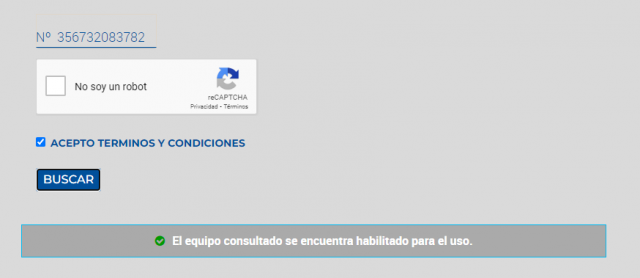 Nº 356732083782
No soy un robot
reCAPTCHA
Privacidad - Términos
ACEPTO TERMINOS Y CONDICIONES
BUSCAR
El equipo consultado se encuentra habilitado para el uso.